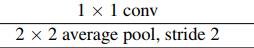 1 × 1 conv
2 × 2 average pool, stride 2